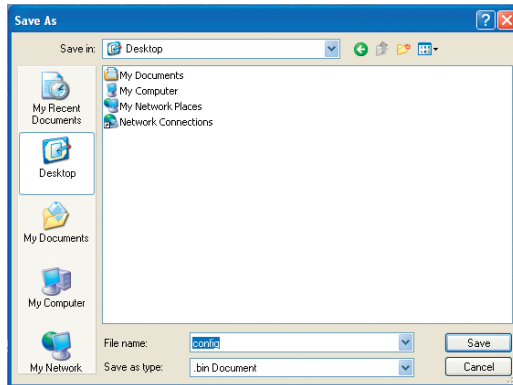 Save As
Save in:
Desktop
My Recent
Documents
Desktop
My Documents
My Computer
My Network
My Documents
My Computer
My Network Places
Network Connections
File name:
config
Save
Save as type:
.bin Document
Cancel